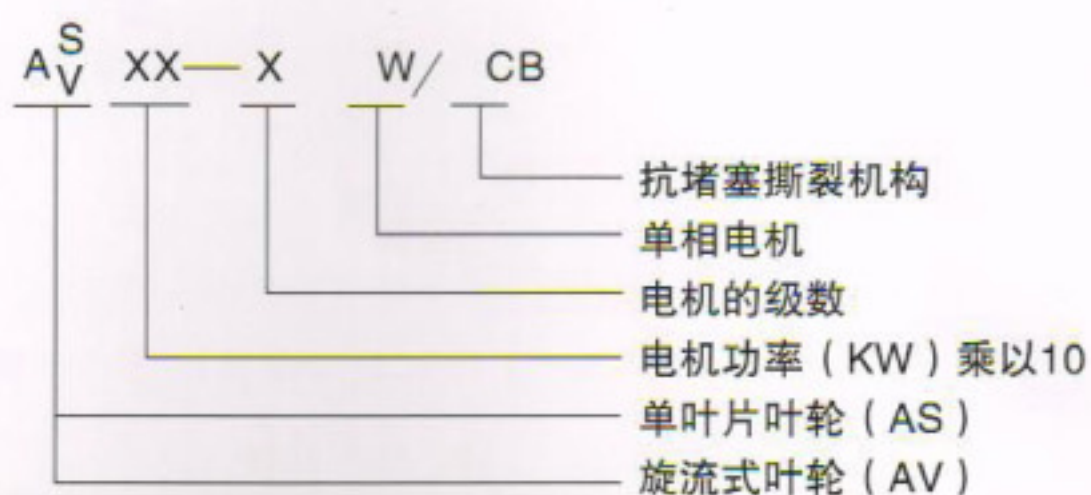 A S V XX— X W/ CB
抗堵塞撕裂机构
单相电机
电机的级数
电机功率（KW）乘以10
单叶片叶轮（AS）
旋流式叶轮（AV）